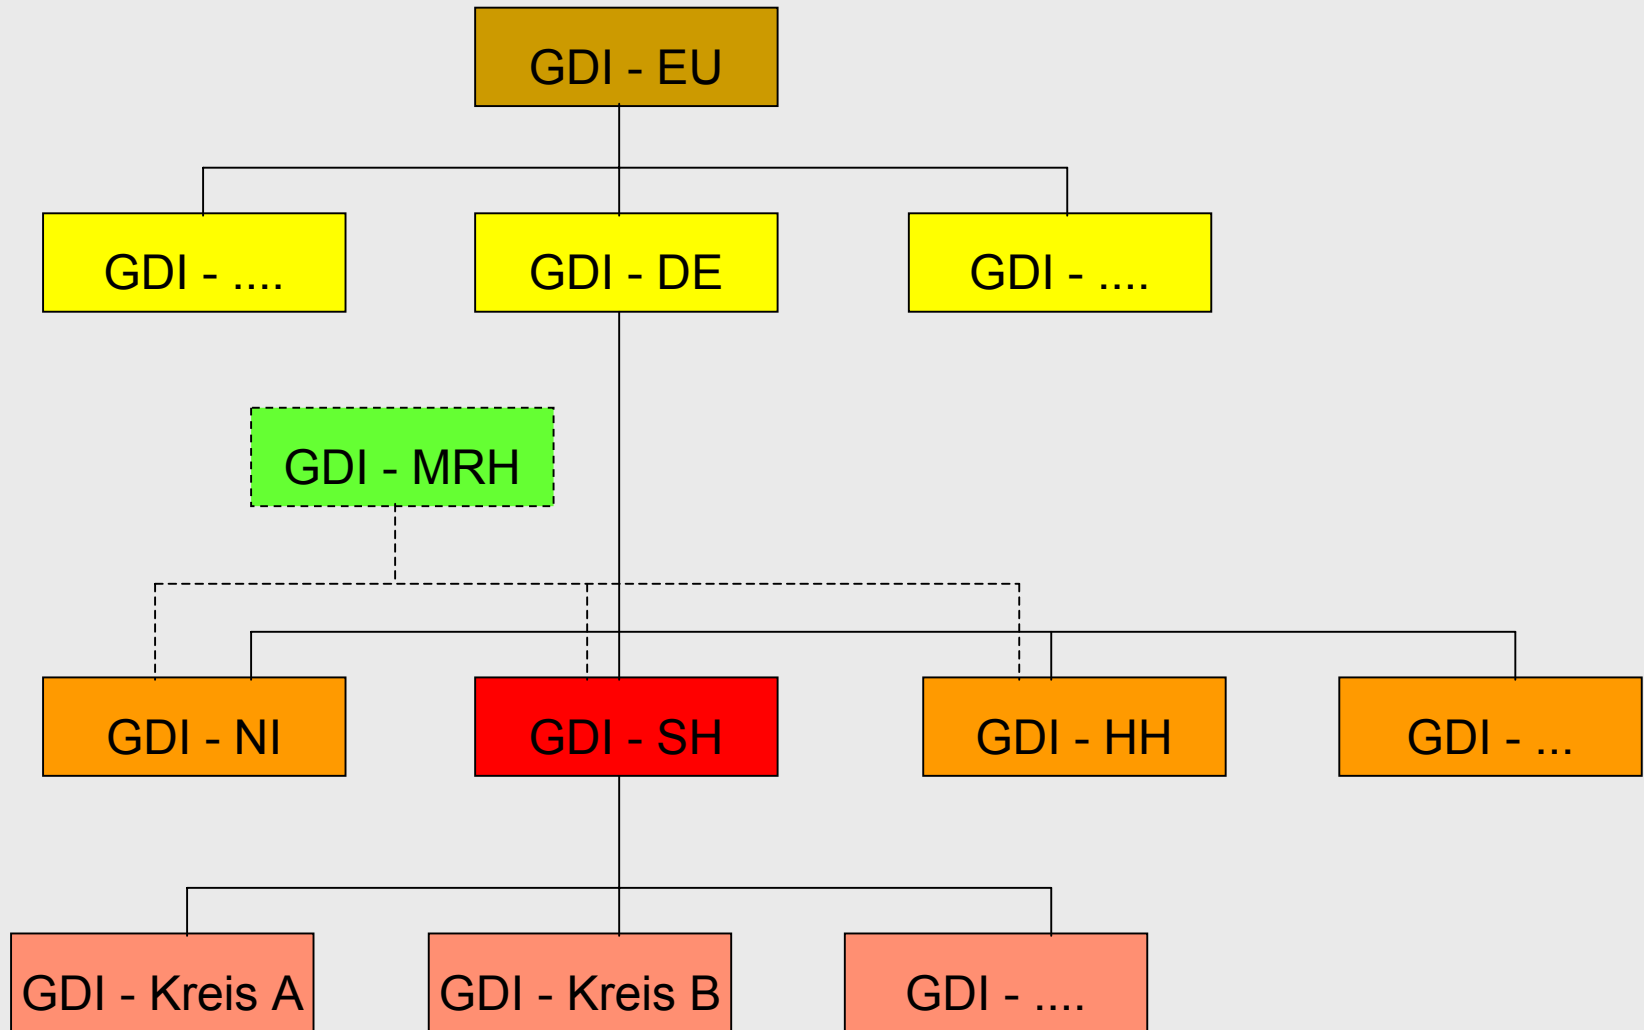 GDI - EU
GDI - ....
GDI - DE
GDI - ....
GDI - MRH
GDI - NI
GDI - SH
GDI - HH
GDI - ...
GDI - Kreis A
GDI - Kreis B
GDI - ....